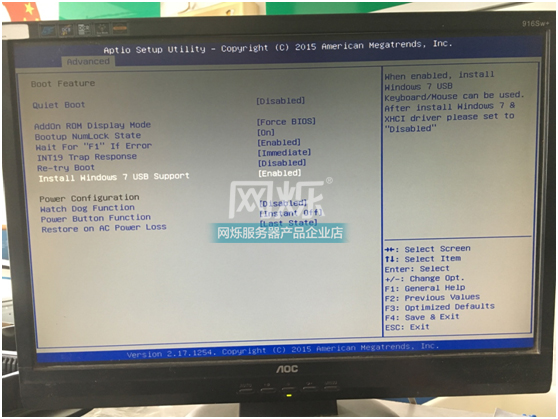 916Sw+
Aptio Setup Utility - Copyright (C) 2015 American Megatrends, Inc.
Advanced
Boot Feature
Quiet Boot [Disabled]
AddOn ROM Display Mode [Force BIOS]
Bootup NumLock State [On]
Wait For "F1" If Error [Enabled]
INT19 Trap Response [Immediate]
Re-try Boot [Disabled]
Install Windows 7 USB Support [Enabled]
Power Configuration
Watch Dog Function [Disabled]
Power Button Function [Instant Off]
Restore on AC Power Loss [Last State]
When enabled, install
Windows 7 USB
Keyboard/Mouse can be used.
After install Windows 7 &
XHCI driver please set to
"Disabled"
: Select Screen
↑↓: Select Item
Enter: Select
+/-: Change Opt.
F1: General Help
F2: Previous Values
F3: Optimized Defaults
F4: Save & Exit
ESC: Exit
网烁®
网烁服务器产品企业店
Version 2.17.1254. Copyright (C) 2015 American Megatrends, Inc.
AOC